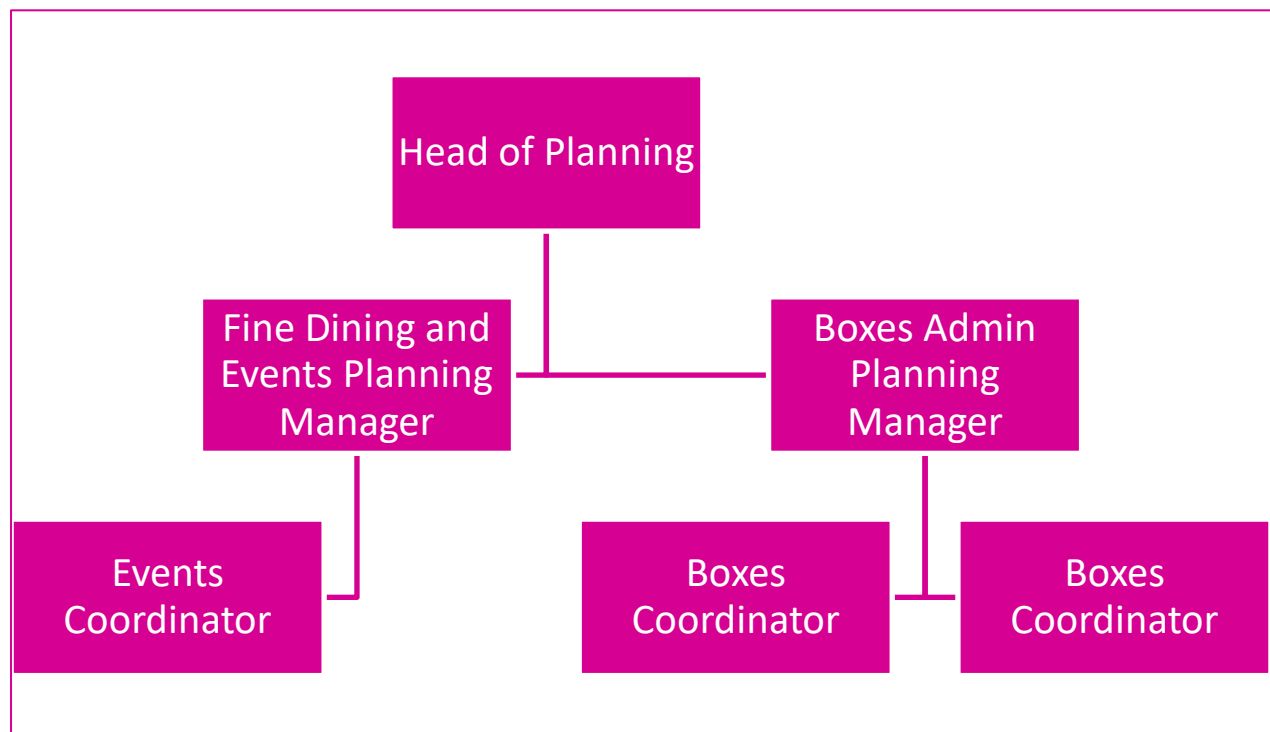 Head of Planning
Fine Dining and
Events Planning
Manager
Boxes Admin
Planning
Manager
Events
Coordinator
Boxes
Coordinator
Boxes
Coordinator